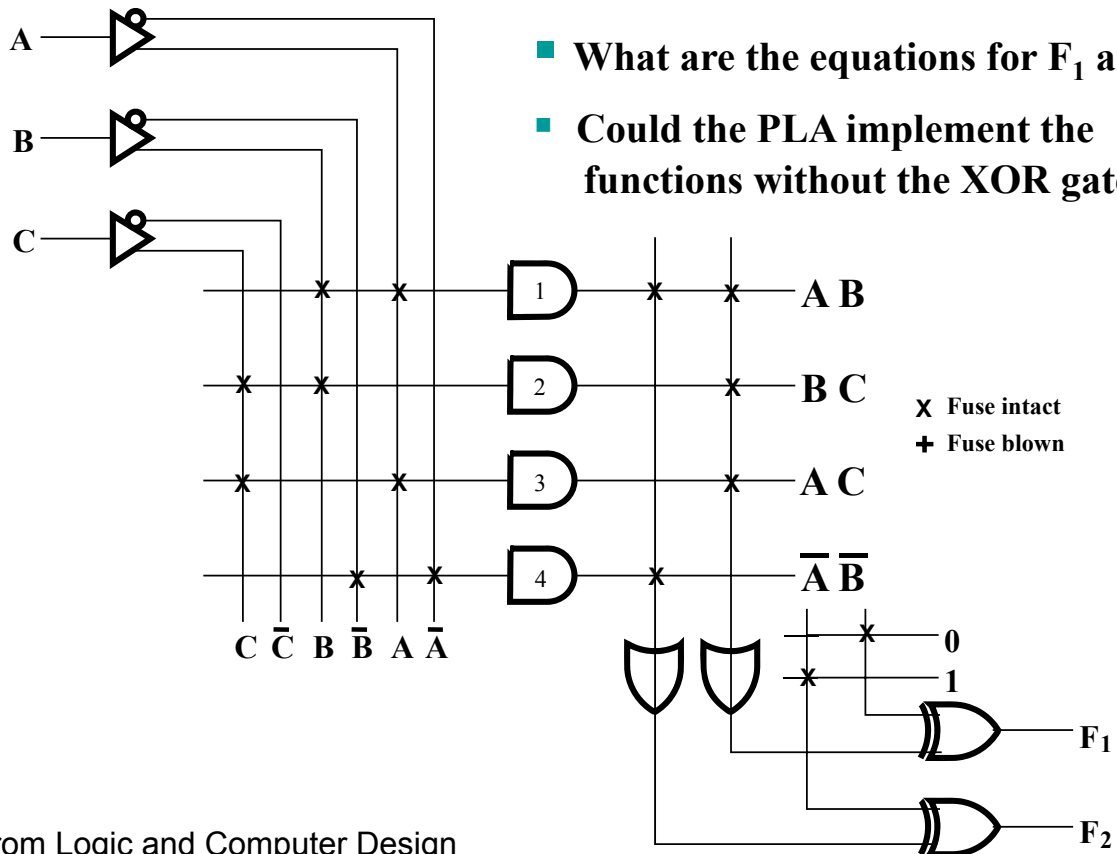 A
▪ What are the equations for F₁ a
B
▪ Could the PLA implement the
functions without the XOR
C
1
A B
2
B C
X Fuse intact
+ Fuse blown
3
A C
4
A̅ B̅
C C̅ B B̅ A A̅
0
1
F₁
F₂
rom Logic and Computer Design